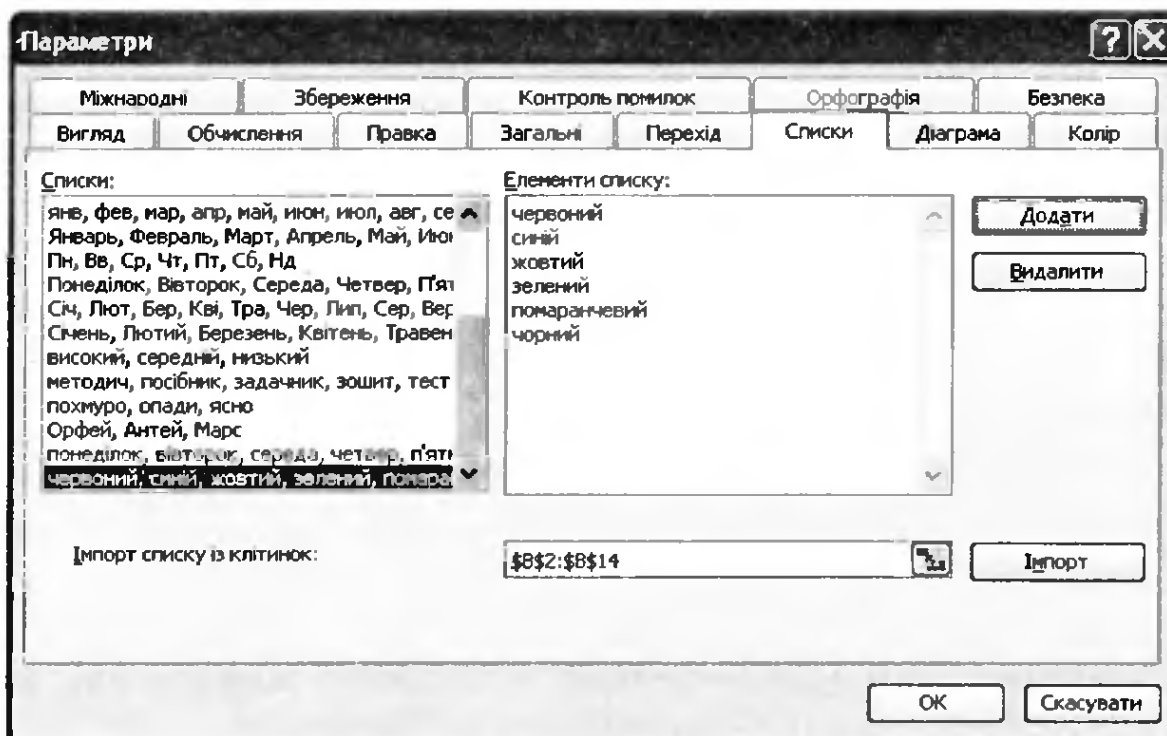 Параметри
Міжнародні Збереження Контроль помилок Орфографія Безпека
Вигляд Обчислення Правка Загальні Перехід Списки Діаграма Колір
Списки:
янв, фев, мар, апр, май, июн, июл, авг, се
Январь, Февраль, Март, Апрель, Май, Июн
Пн, Вв, Ср, Чт, Пт, Сб, Нд
Понеділок, Вівторок, Середа, Четвер, П'ят
Січ, Лют, Бер, Кві, Тра, Чер, Лип, Сер, Вер
Січень, Лютий, Березень, Квітень, Травен
високий, середній, низький
методич, посібник, задачник, зошит, тест
похмуро, опади, ясно
Орфей, Антей, Марс
понеділок, вівторок, середа, четвер, п'ятн
червоний, синій, жовтий, зелений, помара
Елементи списку:
червоний
синій
жовтий
зелений
помаранчевий
чорний
Додати
Видалити
Імпорт списку із клітинок:
$B$2:$B$14
Імпорт
ОК
Скасувати